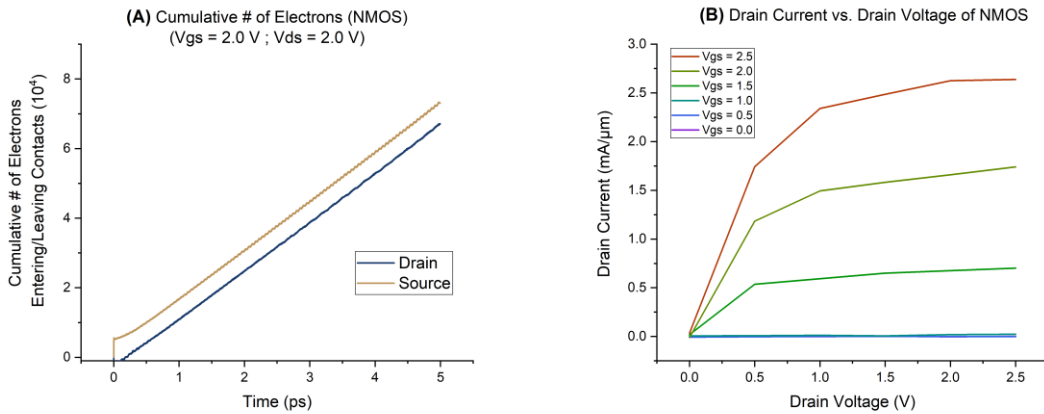 (A) Cumulative # of Electrons (NMOS)
(Vgs = 2.0 V ; Vds = 2.0 V)
Cumulative # of Electrons
Entering/Leaving Contacts (10⁴)
8
6
4
2
0
Drain
Source
0 1 2 3 4 5
Time (ps)
(B) Drain Current vs. Drain Voltage of NMOS
Drain Current (mA/µm)
3.0
2.5
2.0
1.5
1.0
0.5
0.0
Vgs = 2.5
Vgs = 2.0
Vgs = 1.5
Vgs = 1.0
Vgs = 0.5
Vgs = 0.0
0.0 0.5 1.0 1.5 2.0 2.5
Drain Voltage (V)